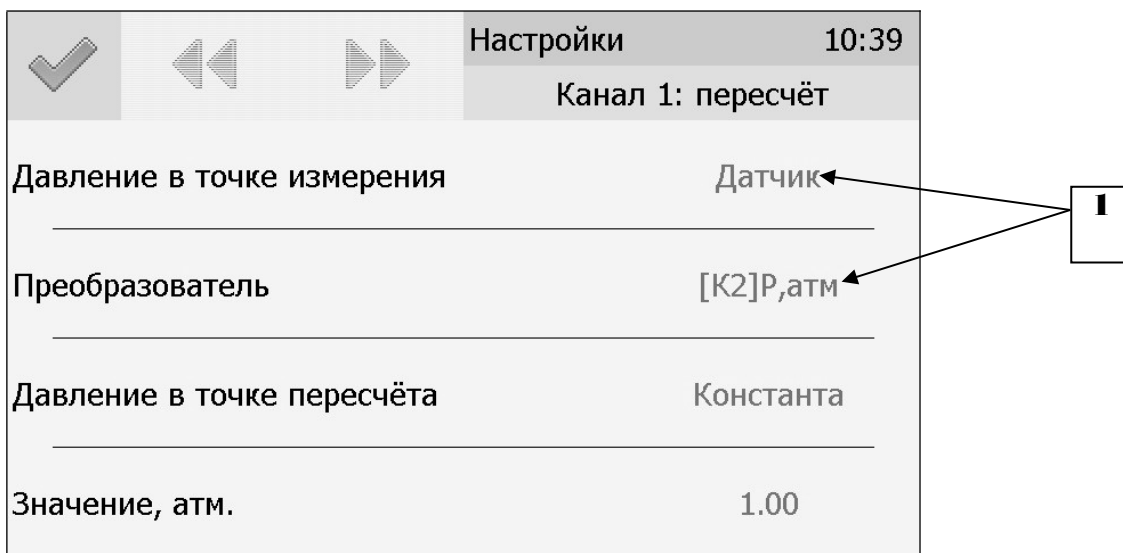 Настройки 10:39
Канал 1: пересчёт
Давление в точке измерения Датчик
1
Преобразователь [К2]Р,атм
Давление в точке пересчёта Константа
Значение, атм. 1.00